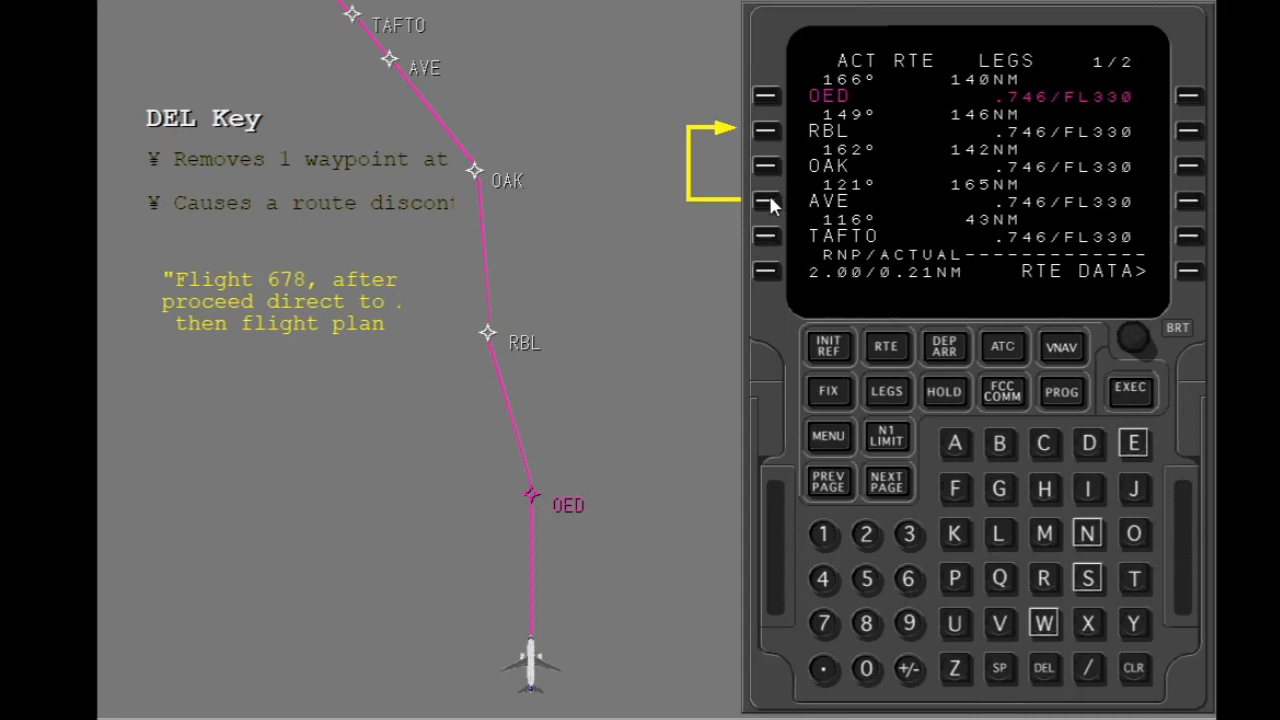 TAFTO
AVE
OAK
RBL
OED
DEL Key
¥ Removes 1 waypoint at
¥ Causes a route discont
"Flight 678, after
proceed direct to .
then flight plan
ACT RTE LEGS 1/2
166° 140NM
OED .746/FL330
149° 146NM
RBL .746/FL330
162° 142NM
OAK .746/FL330
121° 165NM
AVE .746/FL330
116° 43NM
TAFTO .746/FL330
RNP/ACTUAL-------------
2.00/0.21NM RTE DATA>
BRT
INIT REF RTE DEP ARR ATC VNAV
FIX LEGS HOLD FCC COMM PROG EXEC
MENU N1 LIMIT
PREV PAGE NEXT PAGE
A B C D E
F G H I J
1 2 3 K L M N O
4 5 6 P Q R S T
7 8 9 U V W X Y
. 0 +/- Z SP DEL / CLR